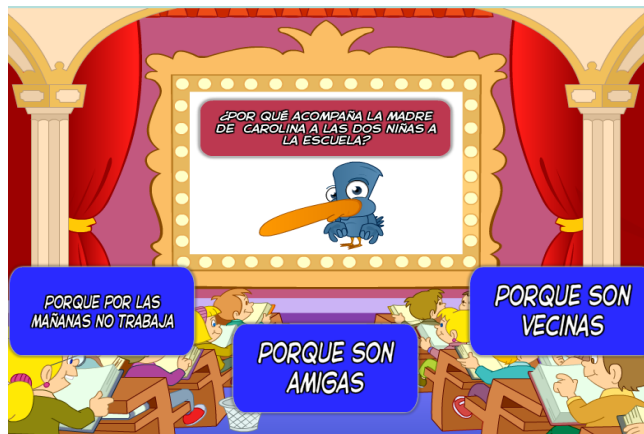 ¿POR QUÉ ACOMPAÑA LA MADRE
DE CAROLINA A LAS DOS NIÑAS A
LA ESCUELA?
PORQUE POR LAS
MAÑANAS NO TRABAJA
PORQUE SON
AMIGAS
PORQUE SON
VECINAS